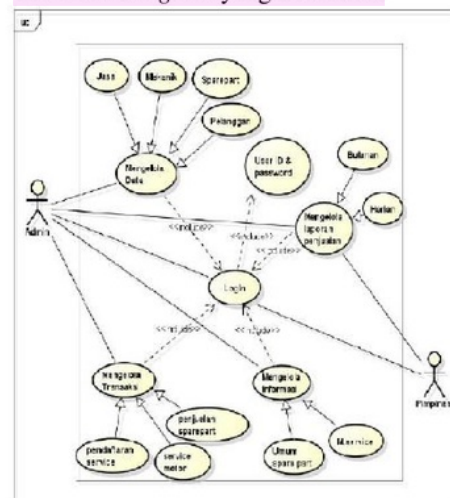 uc
Jasa
Mekanik
Sparepart
Pelanggan
Mengelola
Data
User ID &
password
Bulanan
Harian
Mengelola
laporan
penjualan
Admin
<<include>>
<<include>>
<<include>>
Login
<<include>>
<<include>>
Mengelola
Transaksi
Mengelola
Informasi
Pimpinan
penjualan
sparepart
pendaftaran
service
service
motor
Umum
spare part